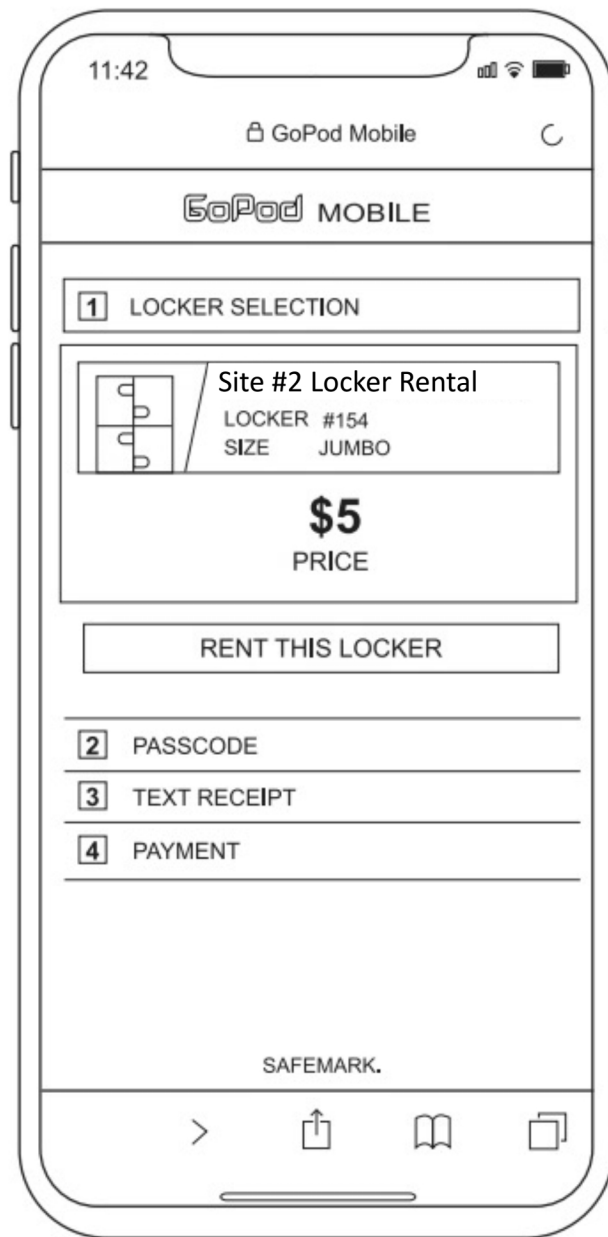 11:42
GoPod Mobile
GoPod MOBILE
1 LOCKER SELECTION
Site #2 Locker Rental
LOCKER #154
SIZE JUMBO
$5
PRICE
RENT THIS LOCKER
2 PASSCODE
3 TEXT RECEIPT
4 PAYMENT
SAFEMARK.